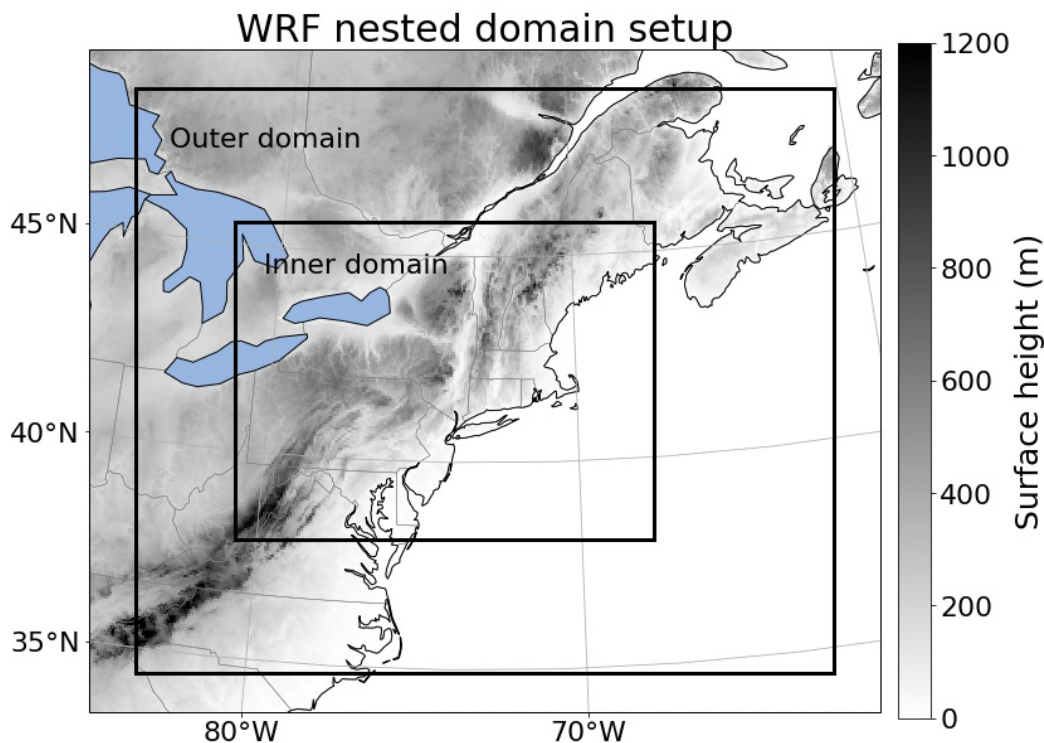 WRF nested domain setup
Outer domain
Inner domain
45°N
40°N
35°N
80°W
70°W
1200
1000
800
600
400
200
0
Surface height (m)